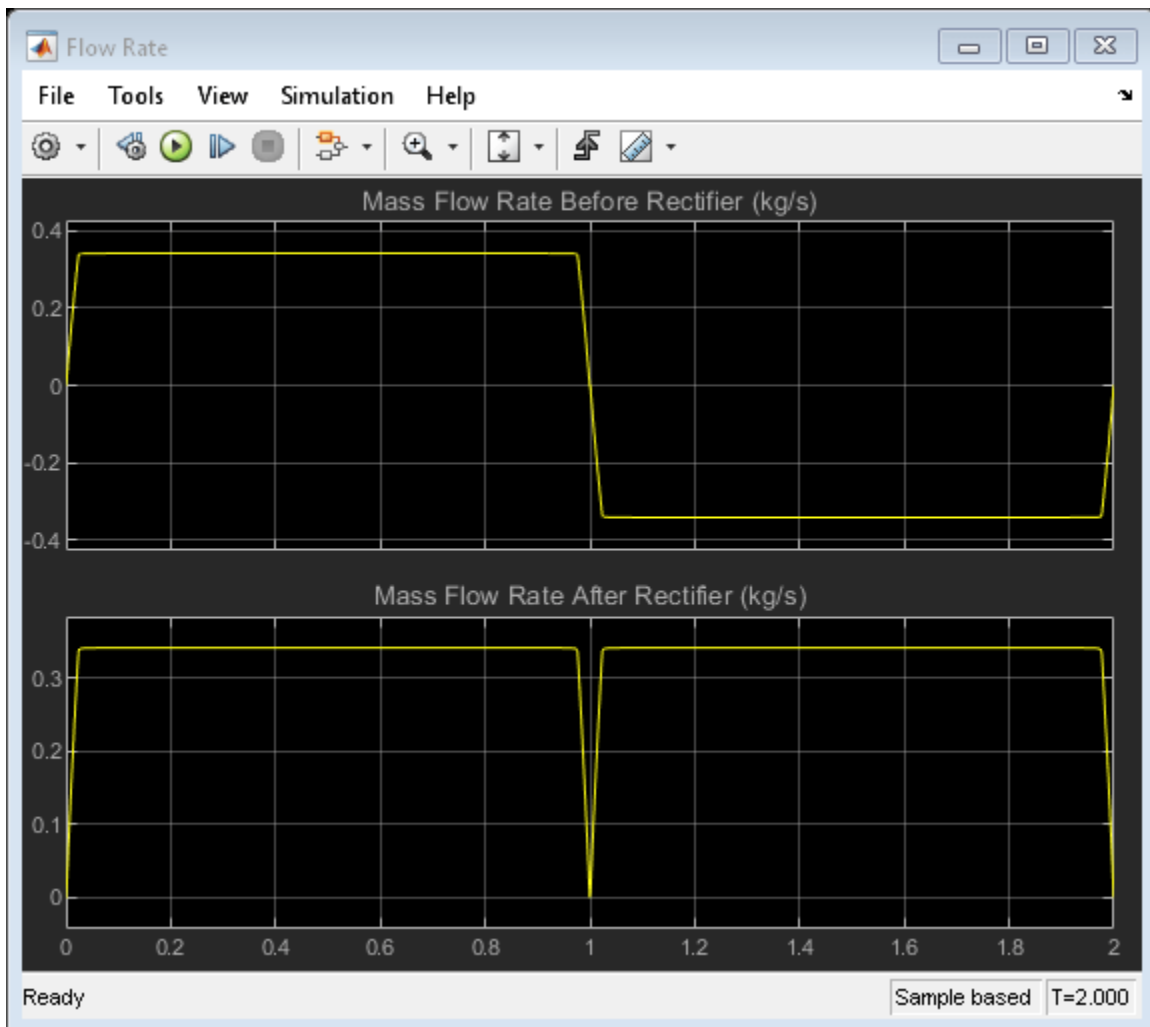 Flow Rate
File Tools View Simulation Help
Mass Flow Rate Before Rectifier (kg/s)
0.4
0.2
0
-0.2
-0.4
Mass Flow Rate After Rectifier (kg/s)
0.3
0.2
0.1
0
0 0.2 0.4 0.6 0.8 1 1.2 1.4 1.6 1.8 2
Ready Sample based T=2.000